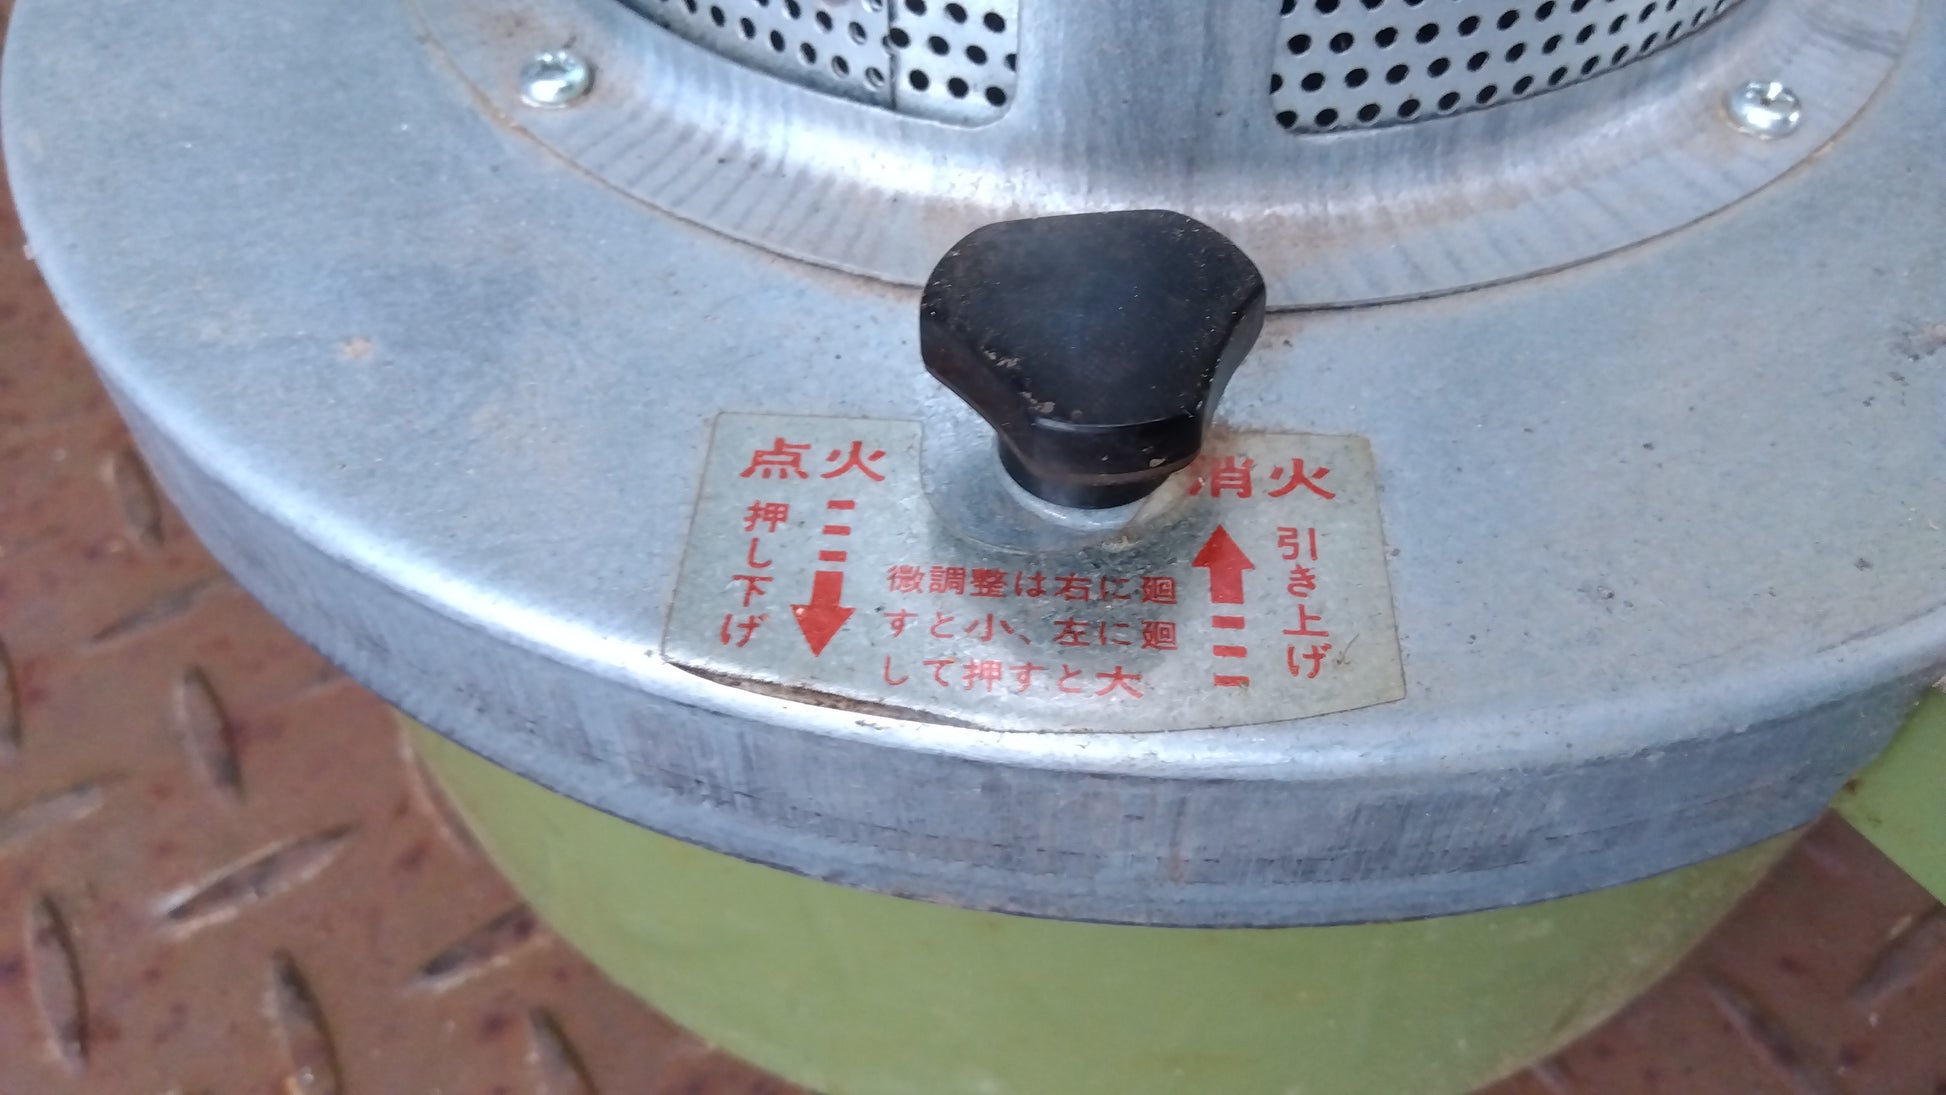 点火
押し下げ
微調整は右に廻
すと小、左に廻
して押すと大
消火
引き上げ